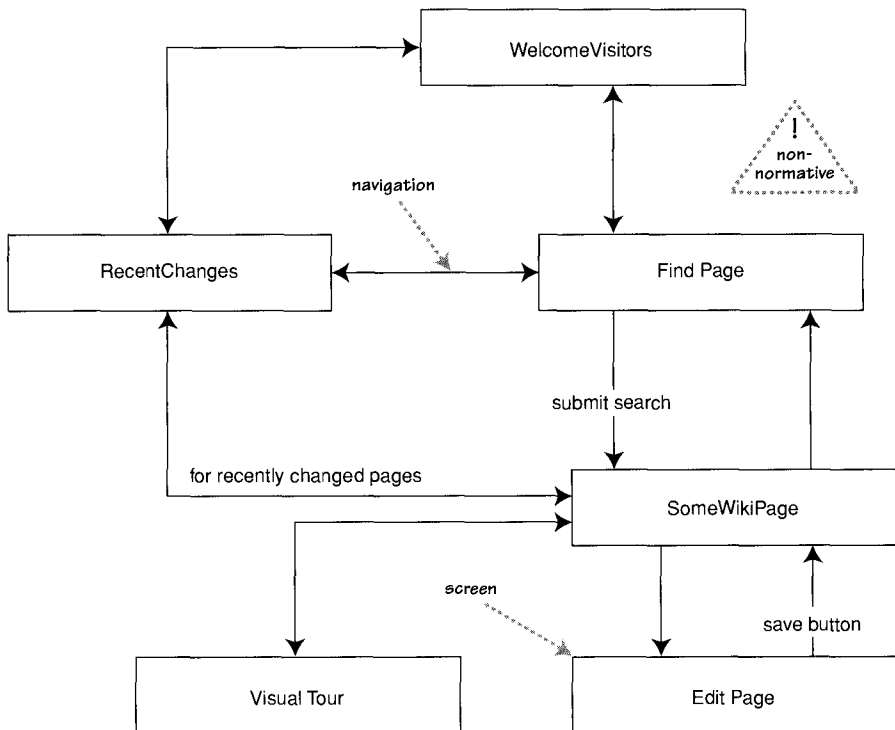 WelcomeVisitors
!
non-
normative
navigation
RecentChanges
Find Page
submit search
for recently changed pages
SomeWikiPage
screen
save button
Visual Tour
Edit Page